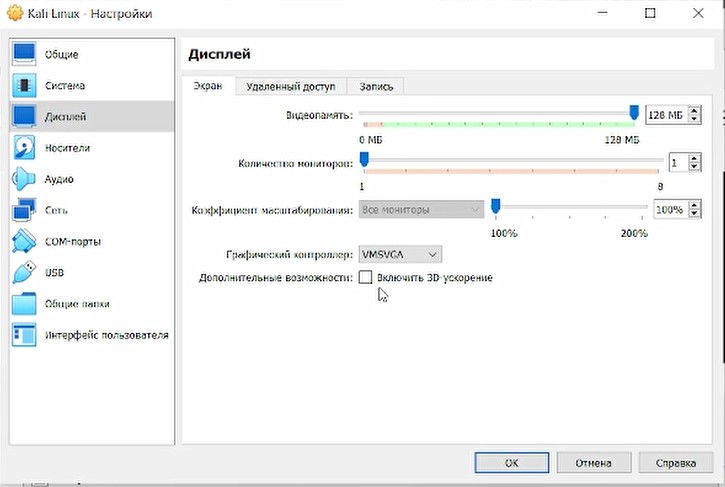 Kali Linux - Настройки
Общие
Система
Дисплей
Носители
Аудио
Сеть
COM-порты
USB
Общие папки
Интерфейс пользователя
Дисплей
Экран Удаленный доступ Запись
Видеопамять: 128 МБ
0 МБ 128 МБ
Количество мониторов: 1
1 8
Коэффициент масштабирования: Все мониторы 100%
100% 200%
Графический контроллер: VMSVGA
Дополнительные возможности: Включить 3D-ускорение
ОК Отмена Справка